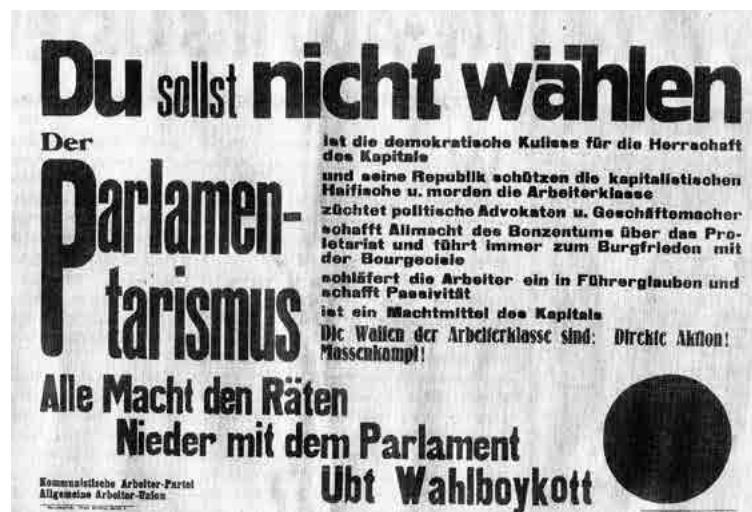 Du sollst nicht wählen
Der
Parlamen-
tarismus
ist die demokratische Kulisse für die Herrschaft
des Kapitals
und seine Republik schützen die kapitalistischen
Haifische u. morden die Arbeiterklasse
züchtet politische Advokaten u. Geschäftemacher
schafft Allmacht des Bonzentums über das Pro-
letariat und führt immer zum Burgfrieden mit
der Bourgeoisie
schläfert die Arbeiter ein in Führerglauben und
schafft Passivität
ist ein Machtmittel des Kapitals
Die Waffen der Arbeiterklasse sind: Direkte Aktion!
Massenkampf!
Alle Macht den Räten
Nieder mit dem Parlament
Übt Wahlboykott
Kommunistische Arbeiter-Partei
Allgemeine Arbeiter-Union